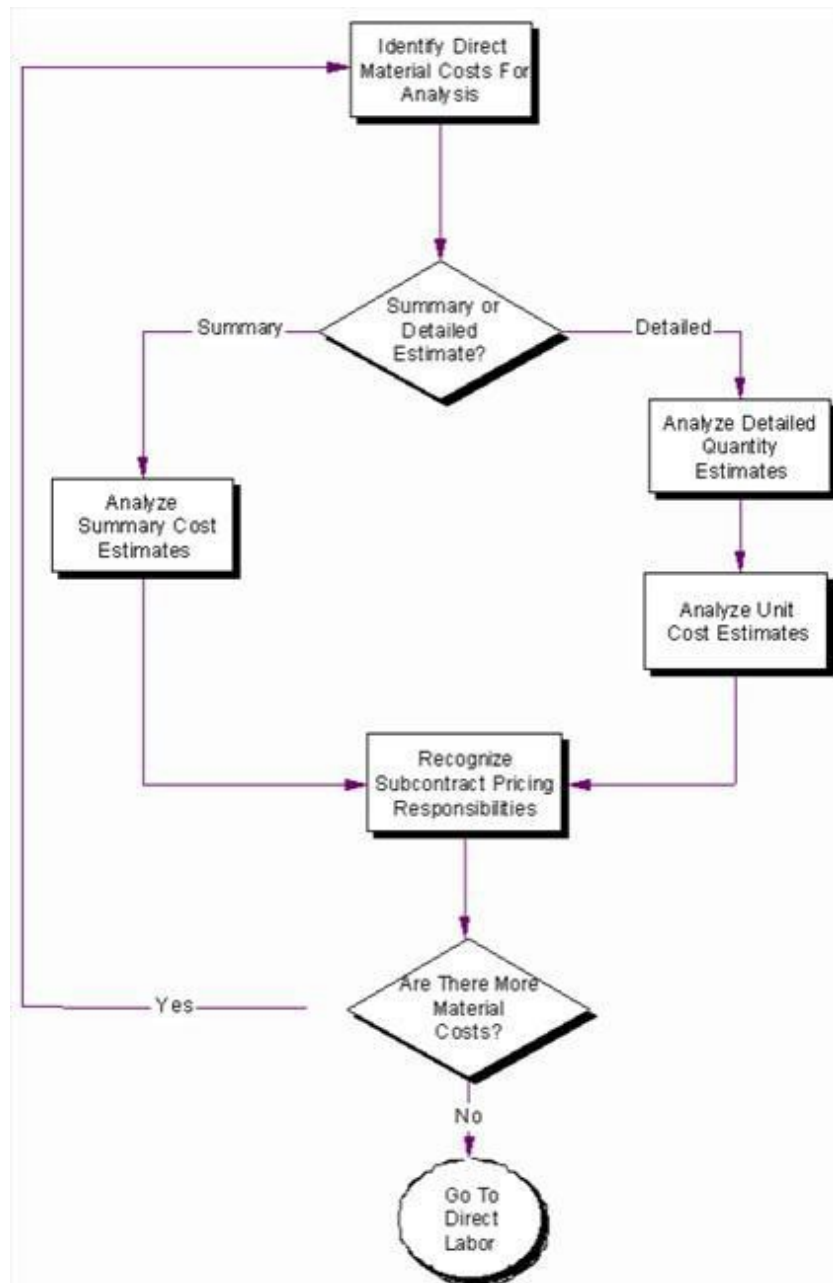 Identify Direct
Material Costs For
Analysis
Summary or
Detailed
Estimate?
Summary
Detailed
Analyze Detailed
Quantity
Estimates
Analyze
Summary Cost
Estimates
Analyze Unit
Cost Estimates
Recognize
Subcontract Pricing
Responsibilities
Are There More
Material
Costs?
Yes
No
Go To
Direct
Labor